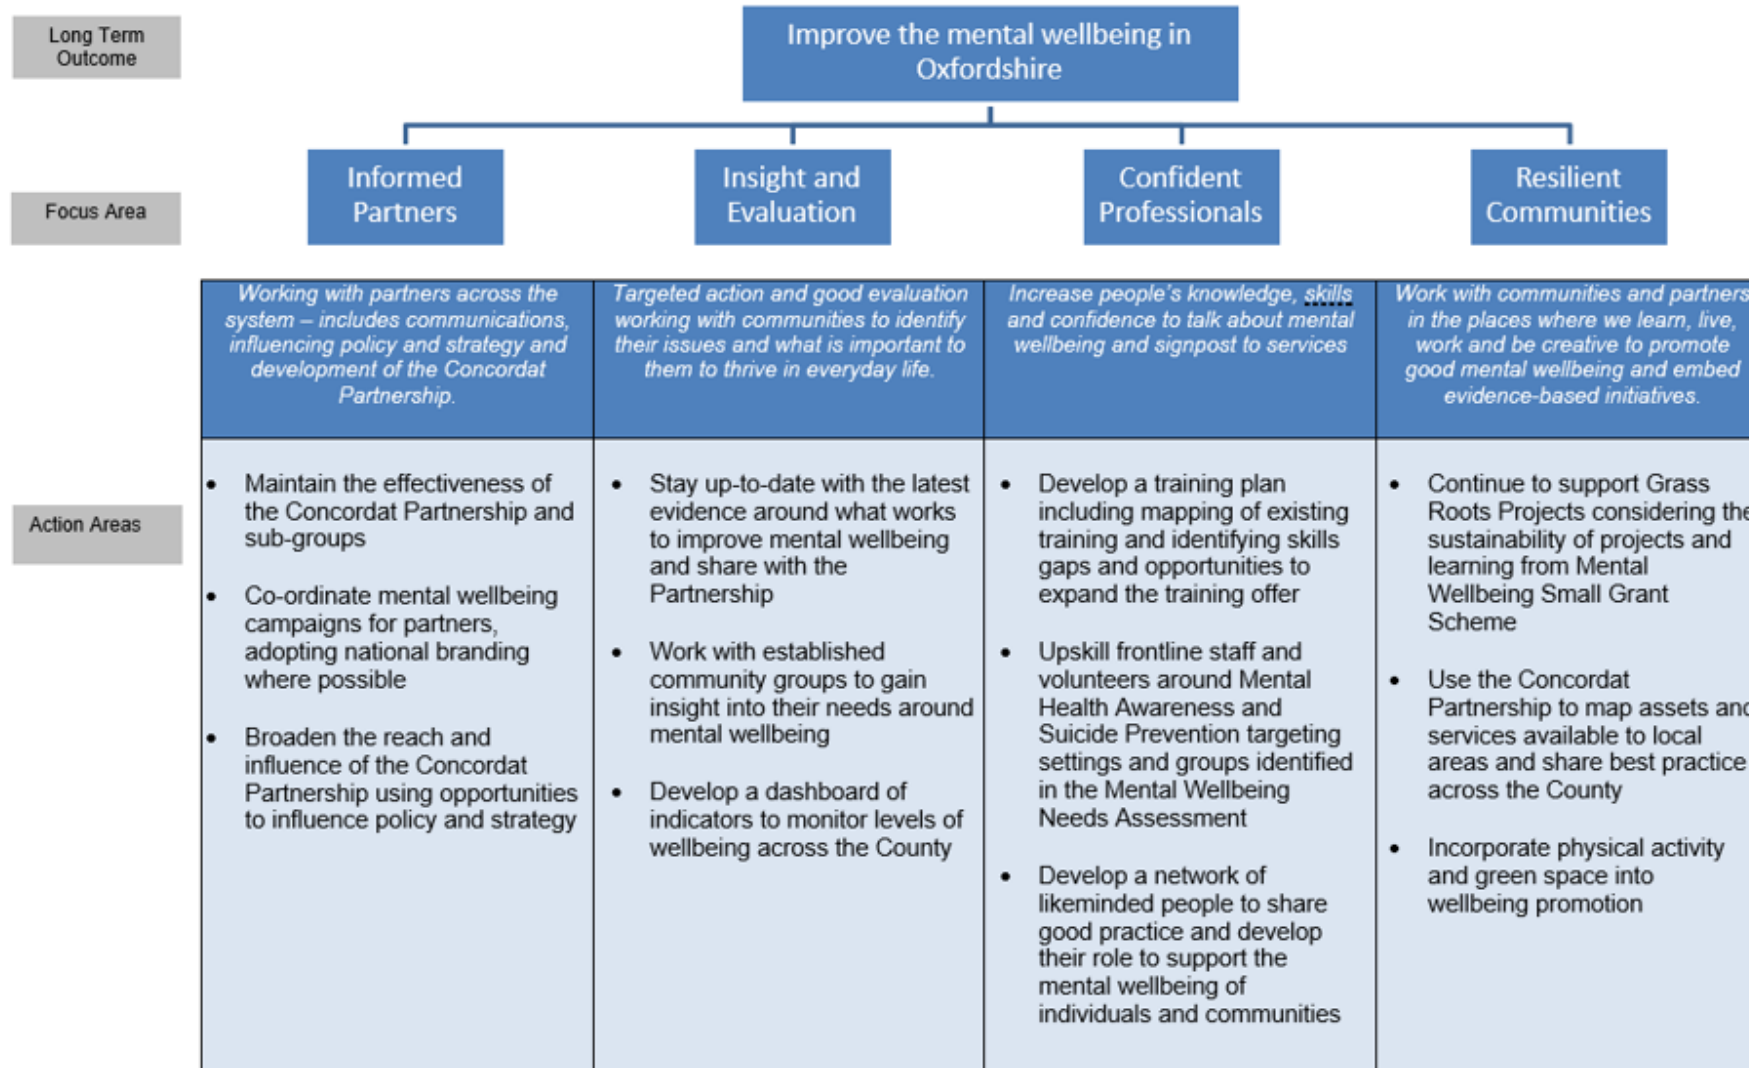 Long Term
Outcome
Improve the mental wellbeing in
Oxfordshire
Focus Area
Informed
Partners
Insight and
Evaluation
Confident
Professionals
Resilient
Communities
Working with partners across the
system – includes communications,
influencing policy and strategy and
development of the Concordat
Partnership.
Targeted action and good evaluation
working with communities to identify
their issues and what is important to
them to thrive in everyday life.
Increase people's knowledge, skills
and confidence to talk about mental
wellbeing and signpost to services
Work with communities and partners
in the places where we learn, live,
work and be creative to promote
good mental wellbeing and embed
evidence-based initiatives.
Action Areas
• Maintain the effectiveness of
the Concordat Partnership and
sub-groups
• Co-ordinate mental wellbeing
campaigns for partners,
adopting national branding
where possible
• Broaden the reach and
influence of the Concordat
Partnership using opportunities
to influence policy and strategy
• Stay up-to-date with the latest
evidence around what works
to improve mental wellbeing
and share with the
Partnership
• Work with established
community groups to gain
insight into their needs around
mental wellbeing
• Develop a dashboard of
indicators to monitor levels of
wellbeing across the County
• Develop a training plan
including mapping of existing
training and identifying skills
gaps and opportunities to
expand the training offer
• Upskill frontline staff and
volunteers around Mental
Health Awareness and
Suicide Prevention targeting
settings and groups identified
in the Mental Wellbeing
Needs Assessment
• Develop a network of
likeminded people to share
good practice and develop
their role to support the
mental wellbeing of
individuals and communities
• Continue to support Grass
Roots Projects considering the
sustainability of projects and
learning from Mental
Wellbeing Small Grant
Scheme
• Use the Concordat
Partnership to map assets and
services available to local
areas and share best practice
across the County
• Incorporate physical activity
and green space into
wellbeing promotion